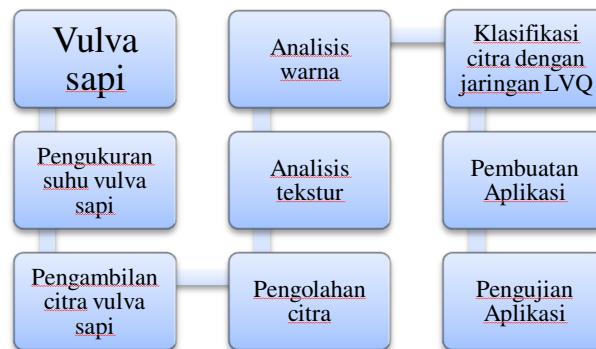 Vulva
sapi
Pengukuran
suhu vulva
sapi
Pengambilan
citra vulva
sapi
Pengolahan
citra
Analisis
tekstur
Analisis
warna
Klasifikasi
citra dengan
jaringan LVQ
Pembuatan
Aplikasi
Pengujian
Aplikasi